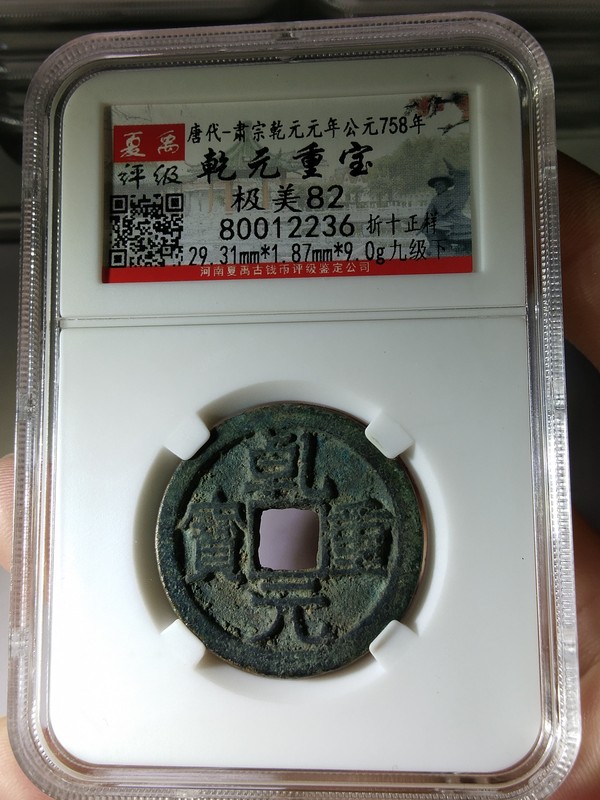 夏禹
评级
唐代-肃宗乾元元年公元758年
乾元重宝
极美82
80012236 折十正样
29.31mm*1.87mm*9.0g九级下
河南夏禹古钱币评级鉴定公司
乾元重寶